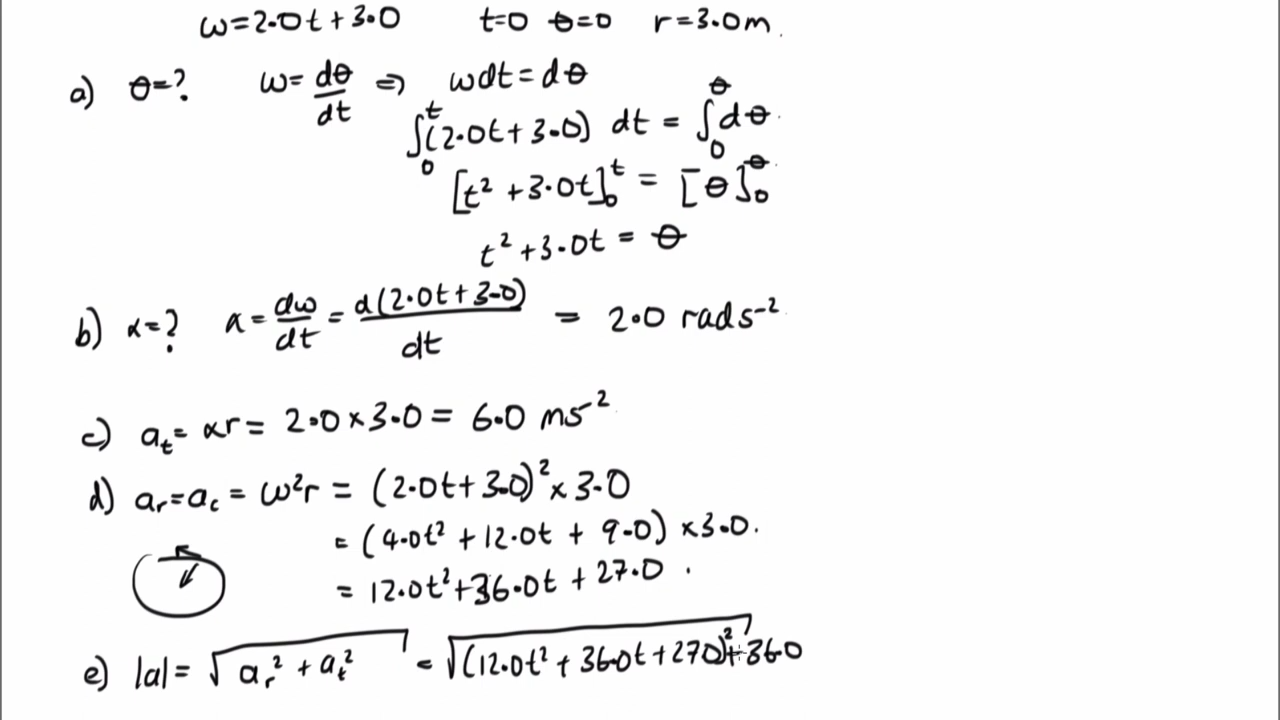 ω = 2.0t + 3.0 t=0 θ=0 r = 3.0m
a) θ=? ω = dθ/dt ⇒ ωdt = dθ
∫₀ᵗ(2.0t + 3.0) dt = ∫₀^θ dθ
[t² + 3.0t]₀ᵗ = [θ]₀^θ
t² + 3.0t = θ
b) α=? α = dω/dt = d(2.0t + 3.0)/dt = 2.0 rads⁻²
c) aₜ = αr = 2.0 × 3.0 = 6.0 ms⁻²
d) aᵣ = a_c = ω²r = (2.0t + 3.0)² × 3.0
= (4.0t² + 12.0t + 9.0) × 3.0.
= 12.0t² + 36.0t + 27.0 .
e) |a| = √(aᵣ² + aₜ²) = √((12.0t² + 36.0t + 270)² + 36.0